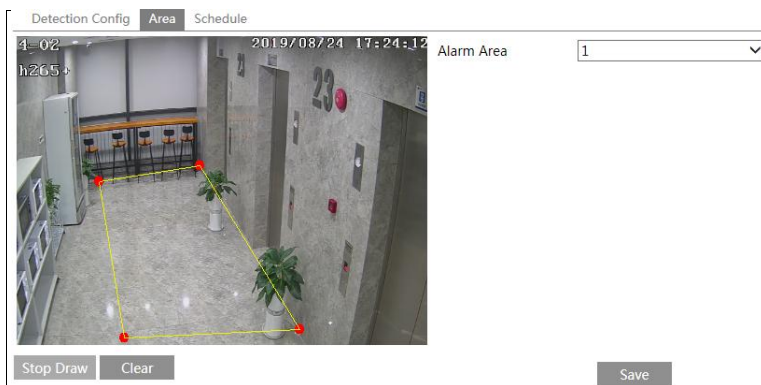 Detection Config Area Schedule
4-02 2019/08/24 17:24:12
h265+
23
23
Alarm Area 1
Stop Draw Clear
Save